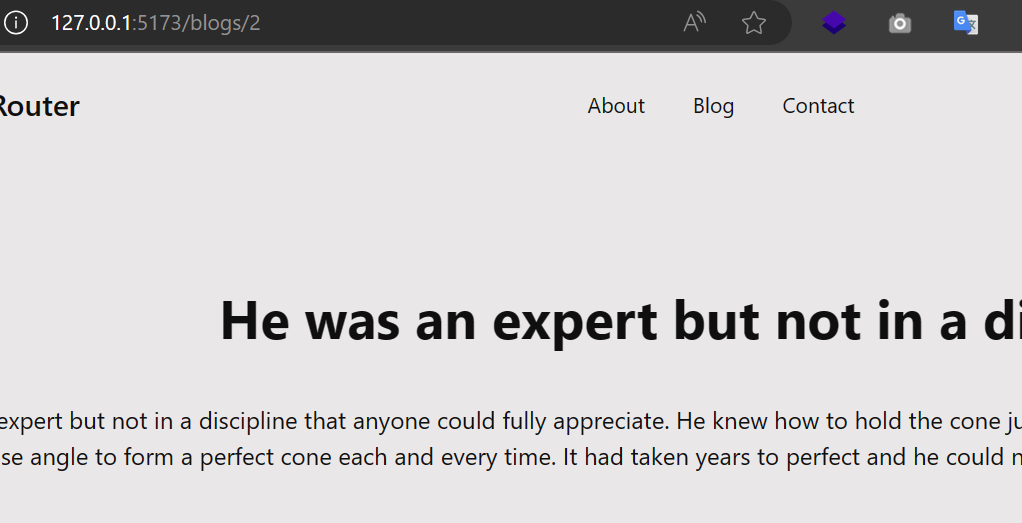 127.0.0.1:5173/blogs/2
Router
About Blog Contact
He was an expert but not in a di
expert but not in a discipline that anyone could fully appreciate. He knew how to hold the cone ju
se angle to form a perfect cone each and every time. It had taken years to perfect and he could n